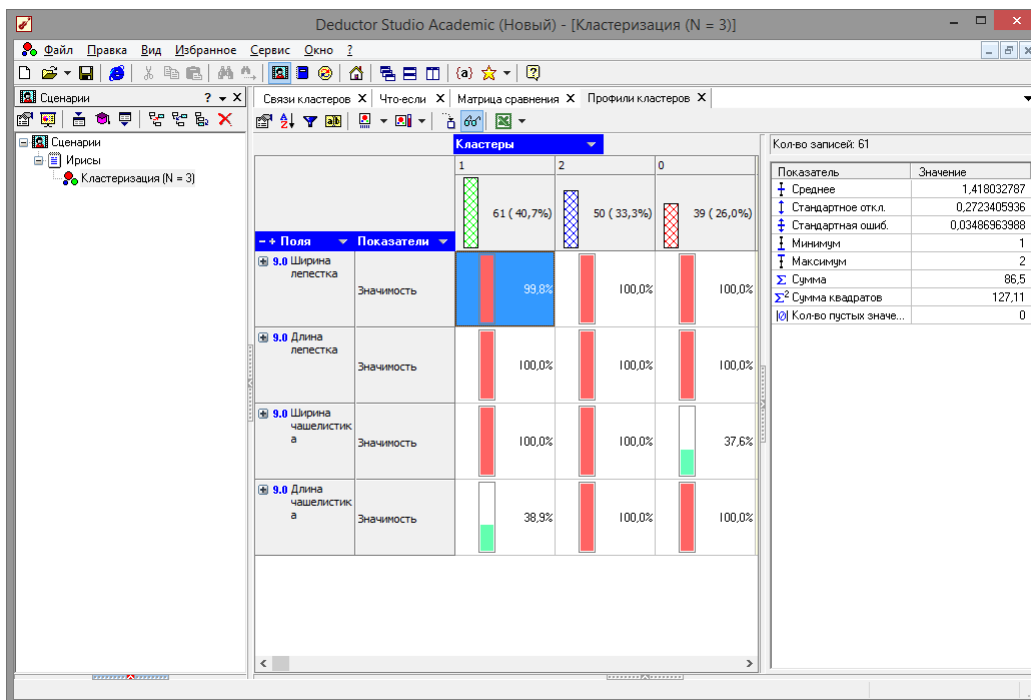 Deductor Studio Academic (Новый) - [Кластеризация (N = 3)]
Файл Правка Вид Избранное Сервис Окно ?
Сценарии ? X
Сценарии
Ирисы
Кластеризация (N = 3)
Связи кластеров X Что-если X Матрица сравнения X Профили кластеров X
Кластеры
1 2 0
61 ( 40,7%) 50 ( 33,3%) 39 ( 26,0%)
– + Поля Показатели
9.0 Ширина
лепестка
Значимость 99,8% 100,0% 100,0%
9.0 Длина
лепестка
Значимость 100,0% 100,0% 100,0%
9.0 Ширина
чашелистик
а
Значимость 100,0% 100,0% 37,6%
9.0 Длина
чашелистик
а
Значимость 38,9% 100,0% 100,0%
Кол-во записей: 61
Показатель Значение
Среднее 1,418032787
Стандартное откл. 0,2723405936
Стандартная ошиб. 0,03486963988
Минимум 1
Максимум 2
Σ Сумма 86,5
Σ² Сумма квадратов 127,11
|0| Кол-во пустых значе... 0